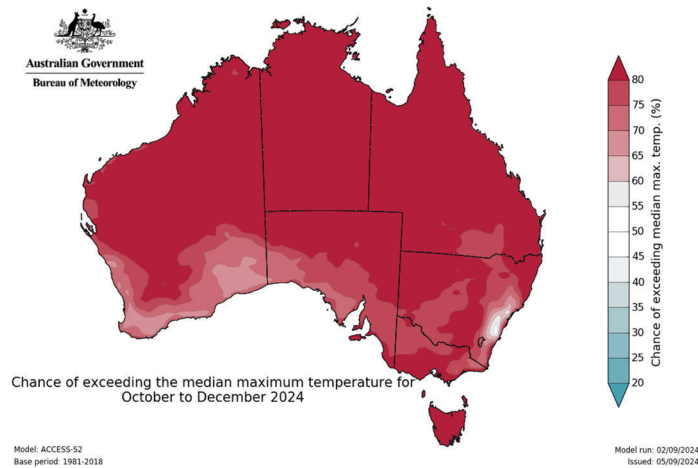 Australian Government
Bureau of Meteorology
80
75
70
65
60
55
50
45
40
35
30
25
20
Chance of exceeding median max. temp. (%)
Chance of exceeding the median maximum temperature for
October to December 2024
Model: ACCESS-S2
Base period: 1981-2018
Model run: 02/09/2024
Issued: 05/09/2024